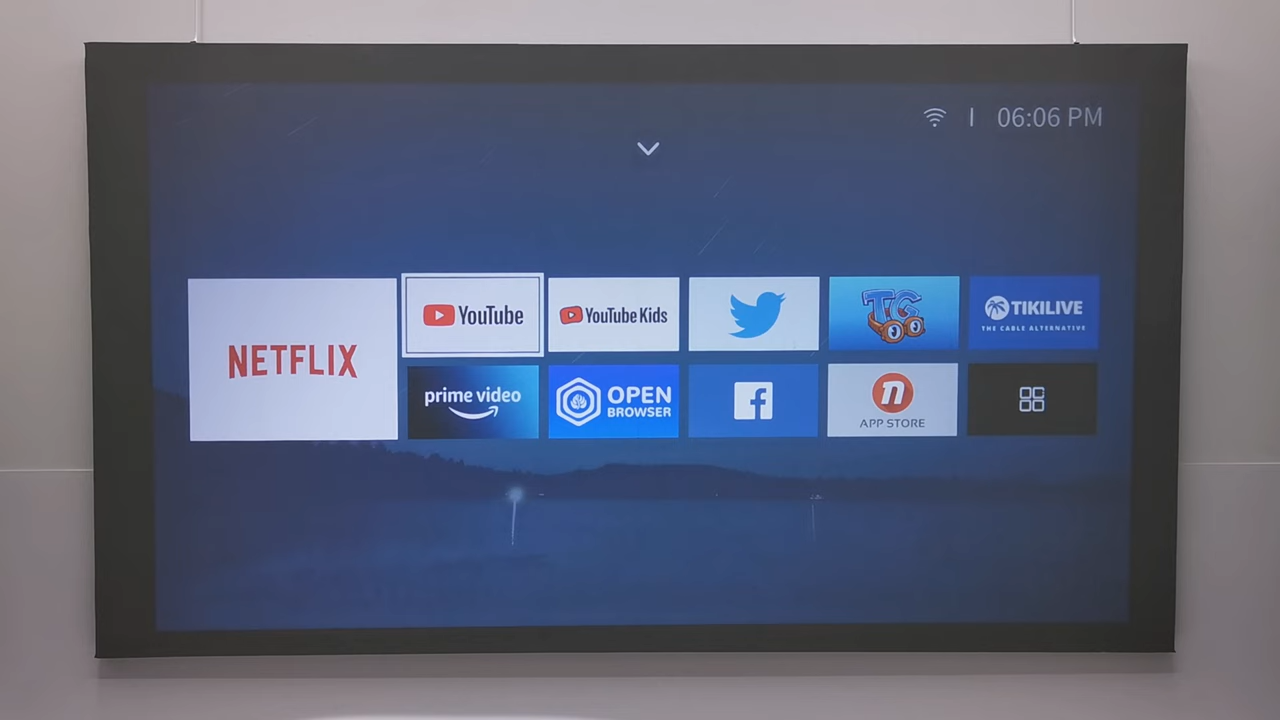 06:06 PM
NETFLIX
YouTube
YouTube Kids
TG
TIKILIVE
THE CABLE ALTERNATIVE
prime video
OPEN
BROWSER
f
n
APP STORE